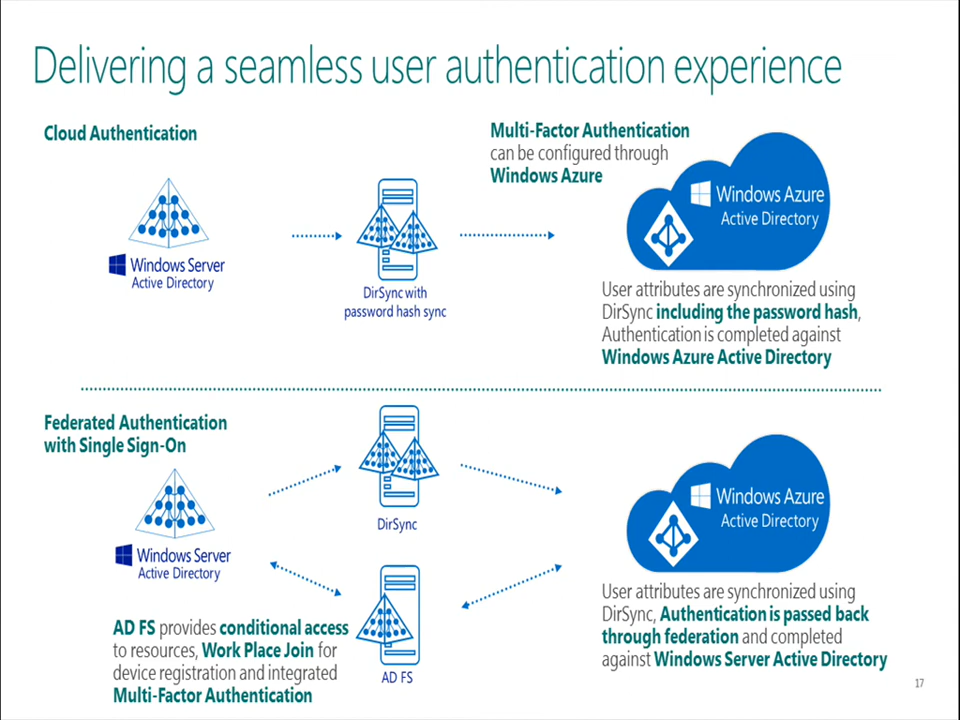 Delivering a seamless user authentication experience
Cloud Authentication
Multi-Factor Authentication
can be configured through
Windows Azure
Windows Azure
Active Directory
Windows Server
Active Directory
DirSync with
password hash sync
User attributes are synchronized using
DirSync including the password hash,
Authentication is completed against
Windows Azure Active Directory
Federated Authentication
with Single Sign-On
Windows Server
Active Directory
DirSync
Windows Azure
Active Directory
AD FS provides conditional access
to resources, Work Place Join for
device registration and integrated
Multi-Factor Authentication
AD FS
User attributes are synchronized using
DirSync, Authentication is passed back
through federation and completed
against Windows Server Active Directory
17